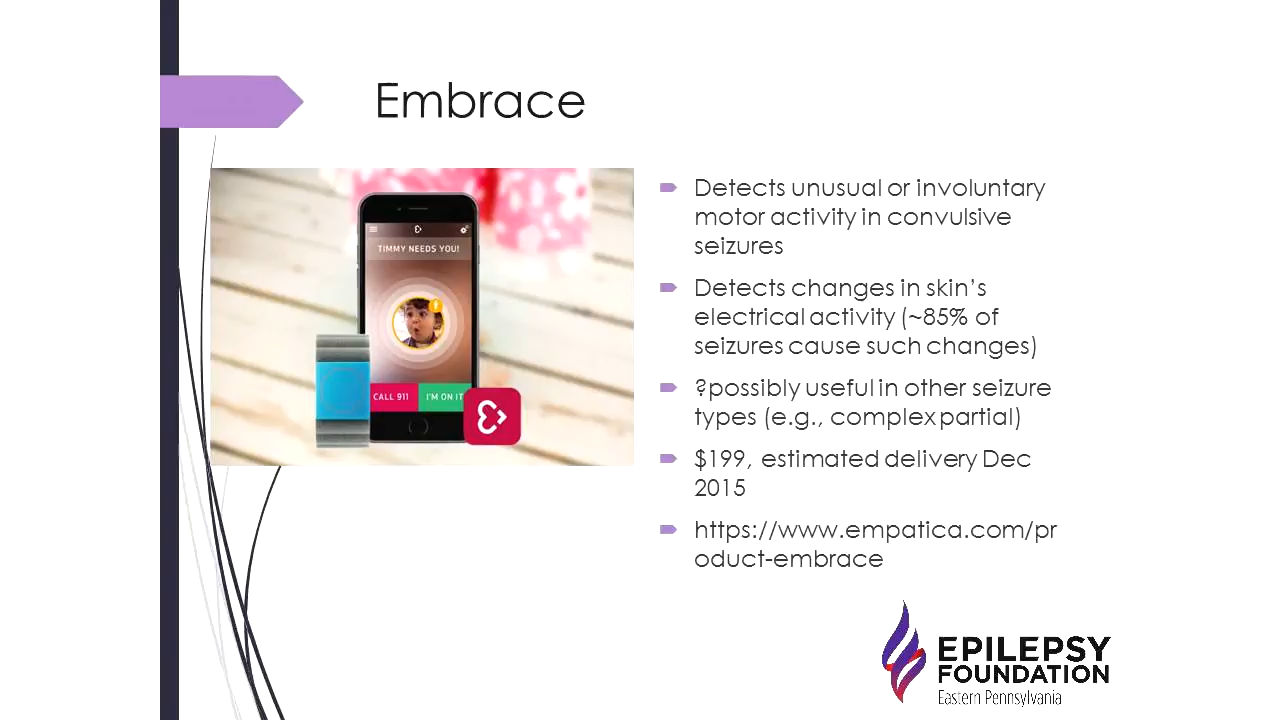 Embrace
TIMMY NEEDS YOU!
CALL 911
I'M ON IT
Detects unusual or involuntary
motor activity in convulsive
seizures
Detects changes in skin's
electrical activity (~85% of
seizures cause such changes)
?possibly useful in other seizure
types (e.g., complex partial)
$199, estimated delivery Dec
2015
https://www.empatica.com/pr
oduct-embrace
EPILEPSY
FOUNDATION
Eastern Pennsylvania